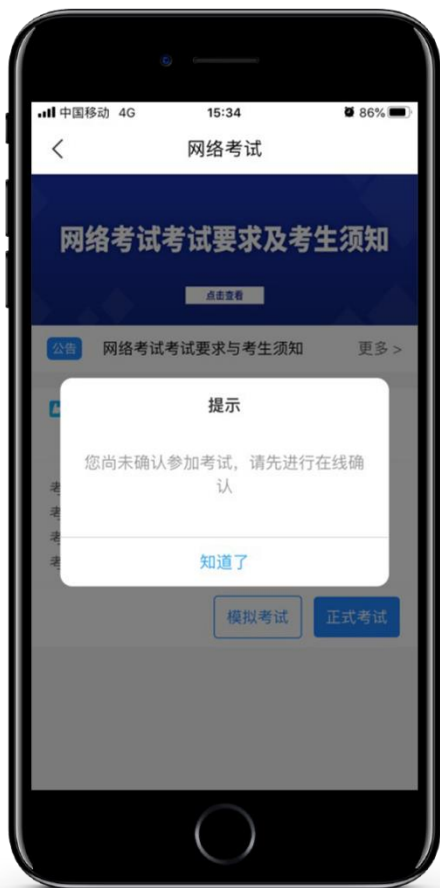 中国移动 4G 15:34 86%
网络考试
网络考试考试要求及考生须知
点击查看
公告 网络考试考试要求与考生须知 更多 >
提示
您尚未确认参加考试，请先进行在线确
认
考
考
考
考
知道了
模拟考试 正式考试